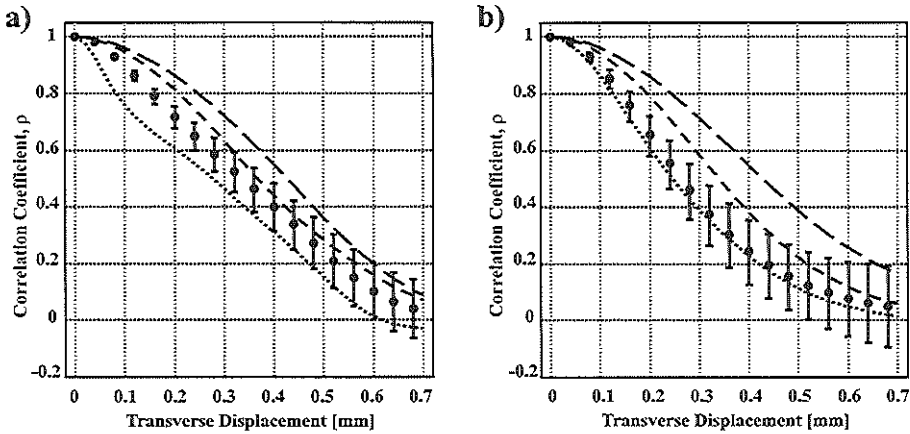 a)
1
0.8
0.6
0.4
0.2
0
–0.2
Correlation Coefficient, ρ
0 0.1 0.2 0.3 0.4 0.5 0.6 0.7
Transverse Displacement [mm]
b)
1
0.8
0.6
0.4
0.2
0
-0.2
Correlation Coefficient, ρ
0 0.1 0.2 0.3 0.4 0.5 0.6 0.7
Transverse Displacement [mm]